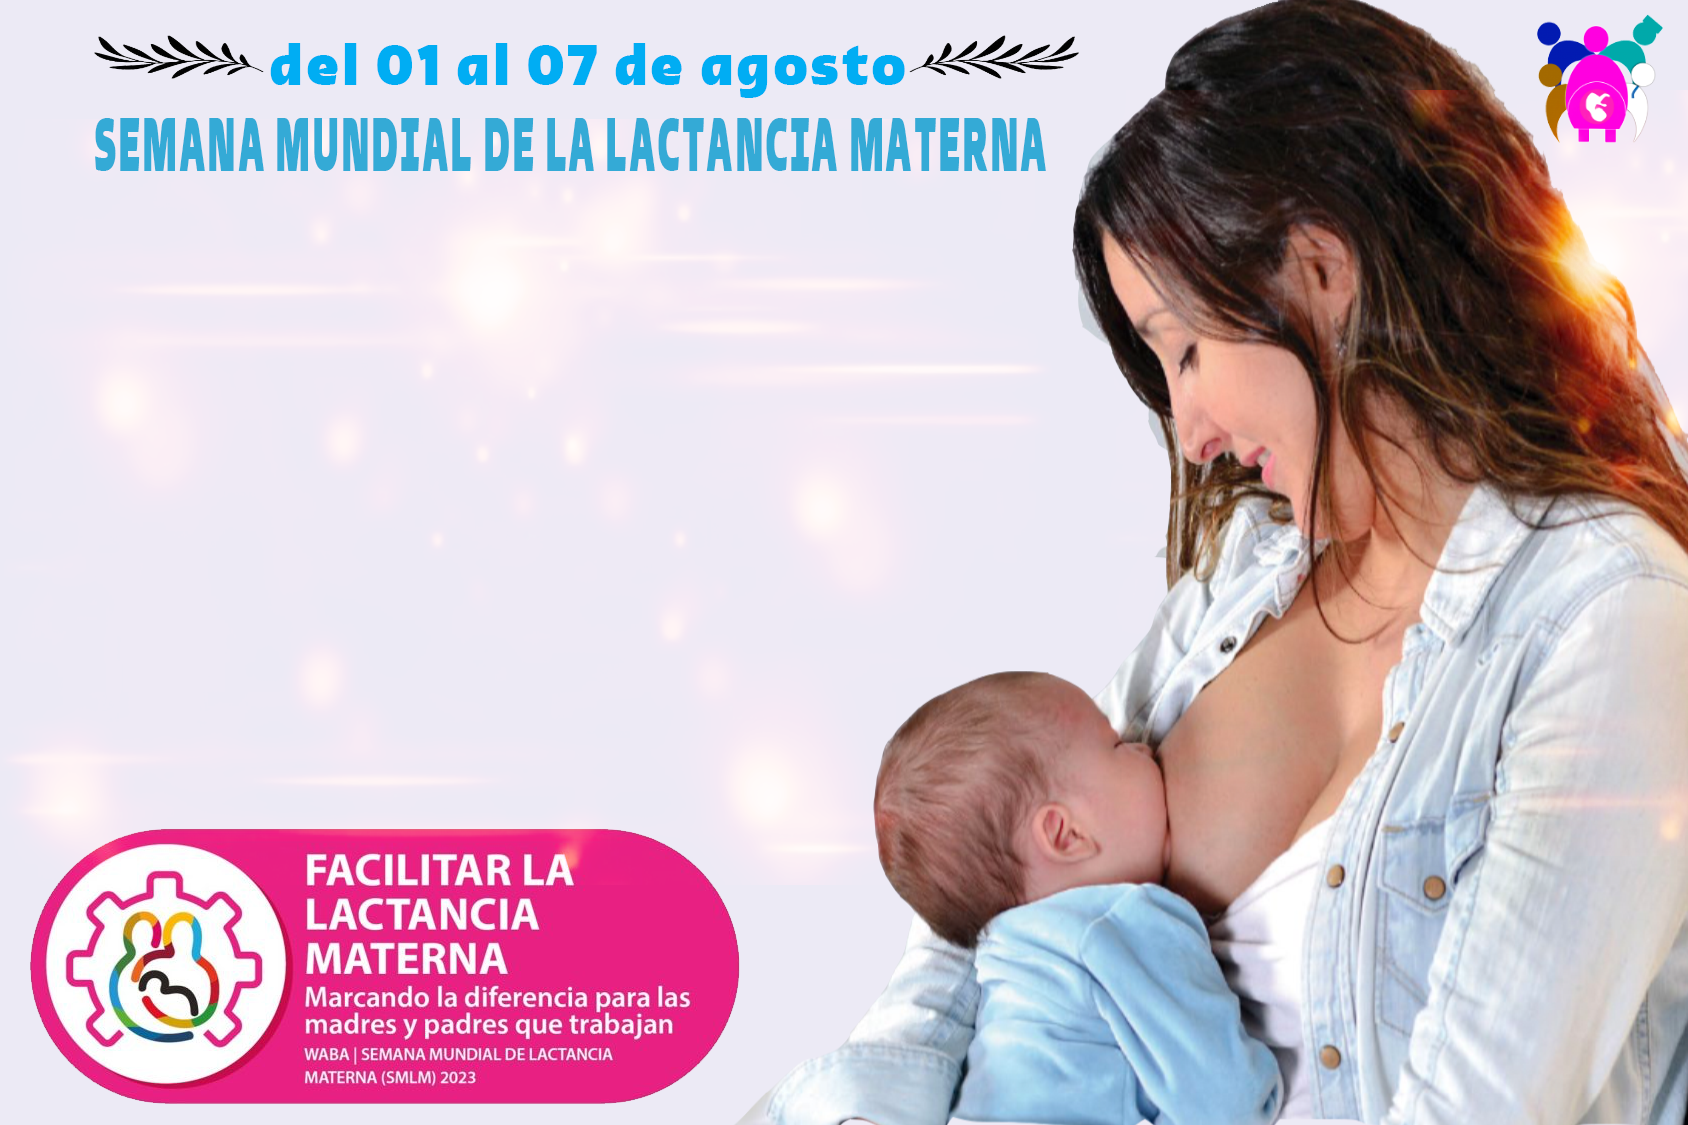 del 01 al 07 de agosto
SEMANA MUNDIAL DE LA LACTANCIA MATERNA
FACILITAR LA
LACTANCIA
MATERNA
Marcando la diferencia para las
madres y padres que trabajan
WABA | SEMANA MUNDIAL DE LACTANCIA
MATERNA (SMLM) 2023